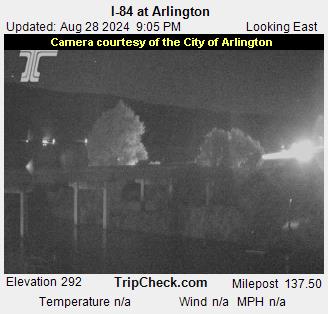 I-84 at Arlington
Updated: Aug 28 2024 9:05 PM Looking East
Camera courtesy of the City of Arlington
Elevation 292 TripCheck.com Milepost 137.50
Temperature n/a Wind n/a MPH n/a